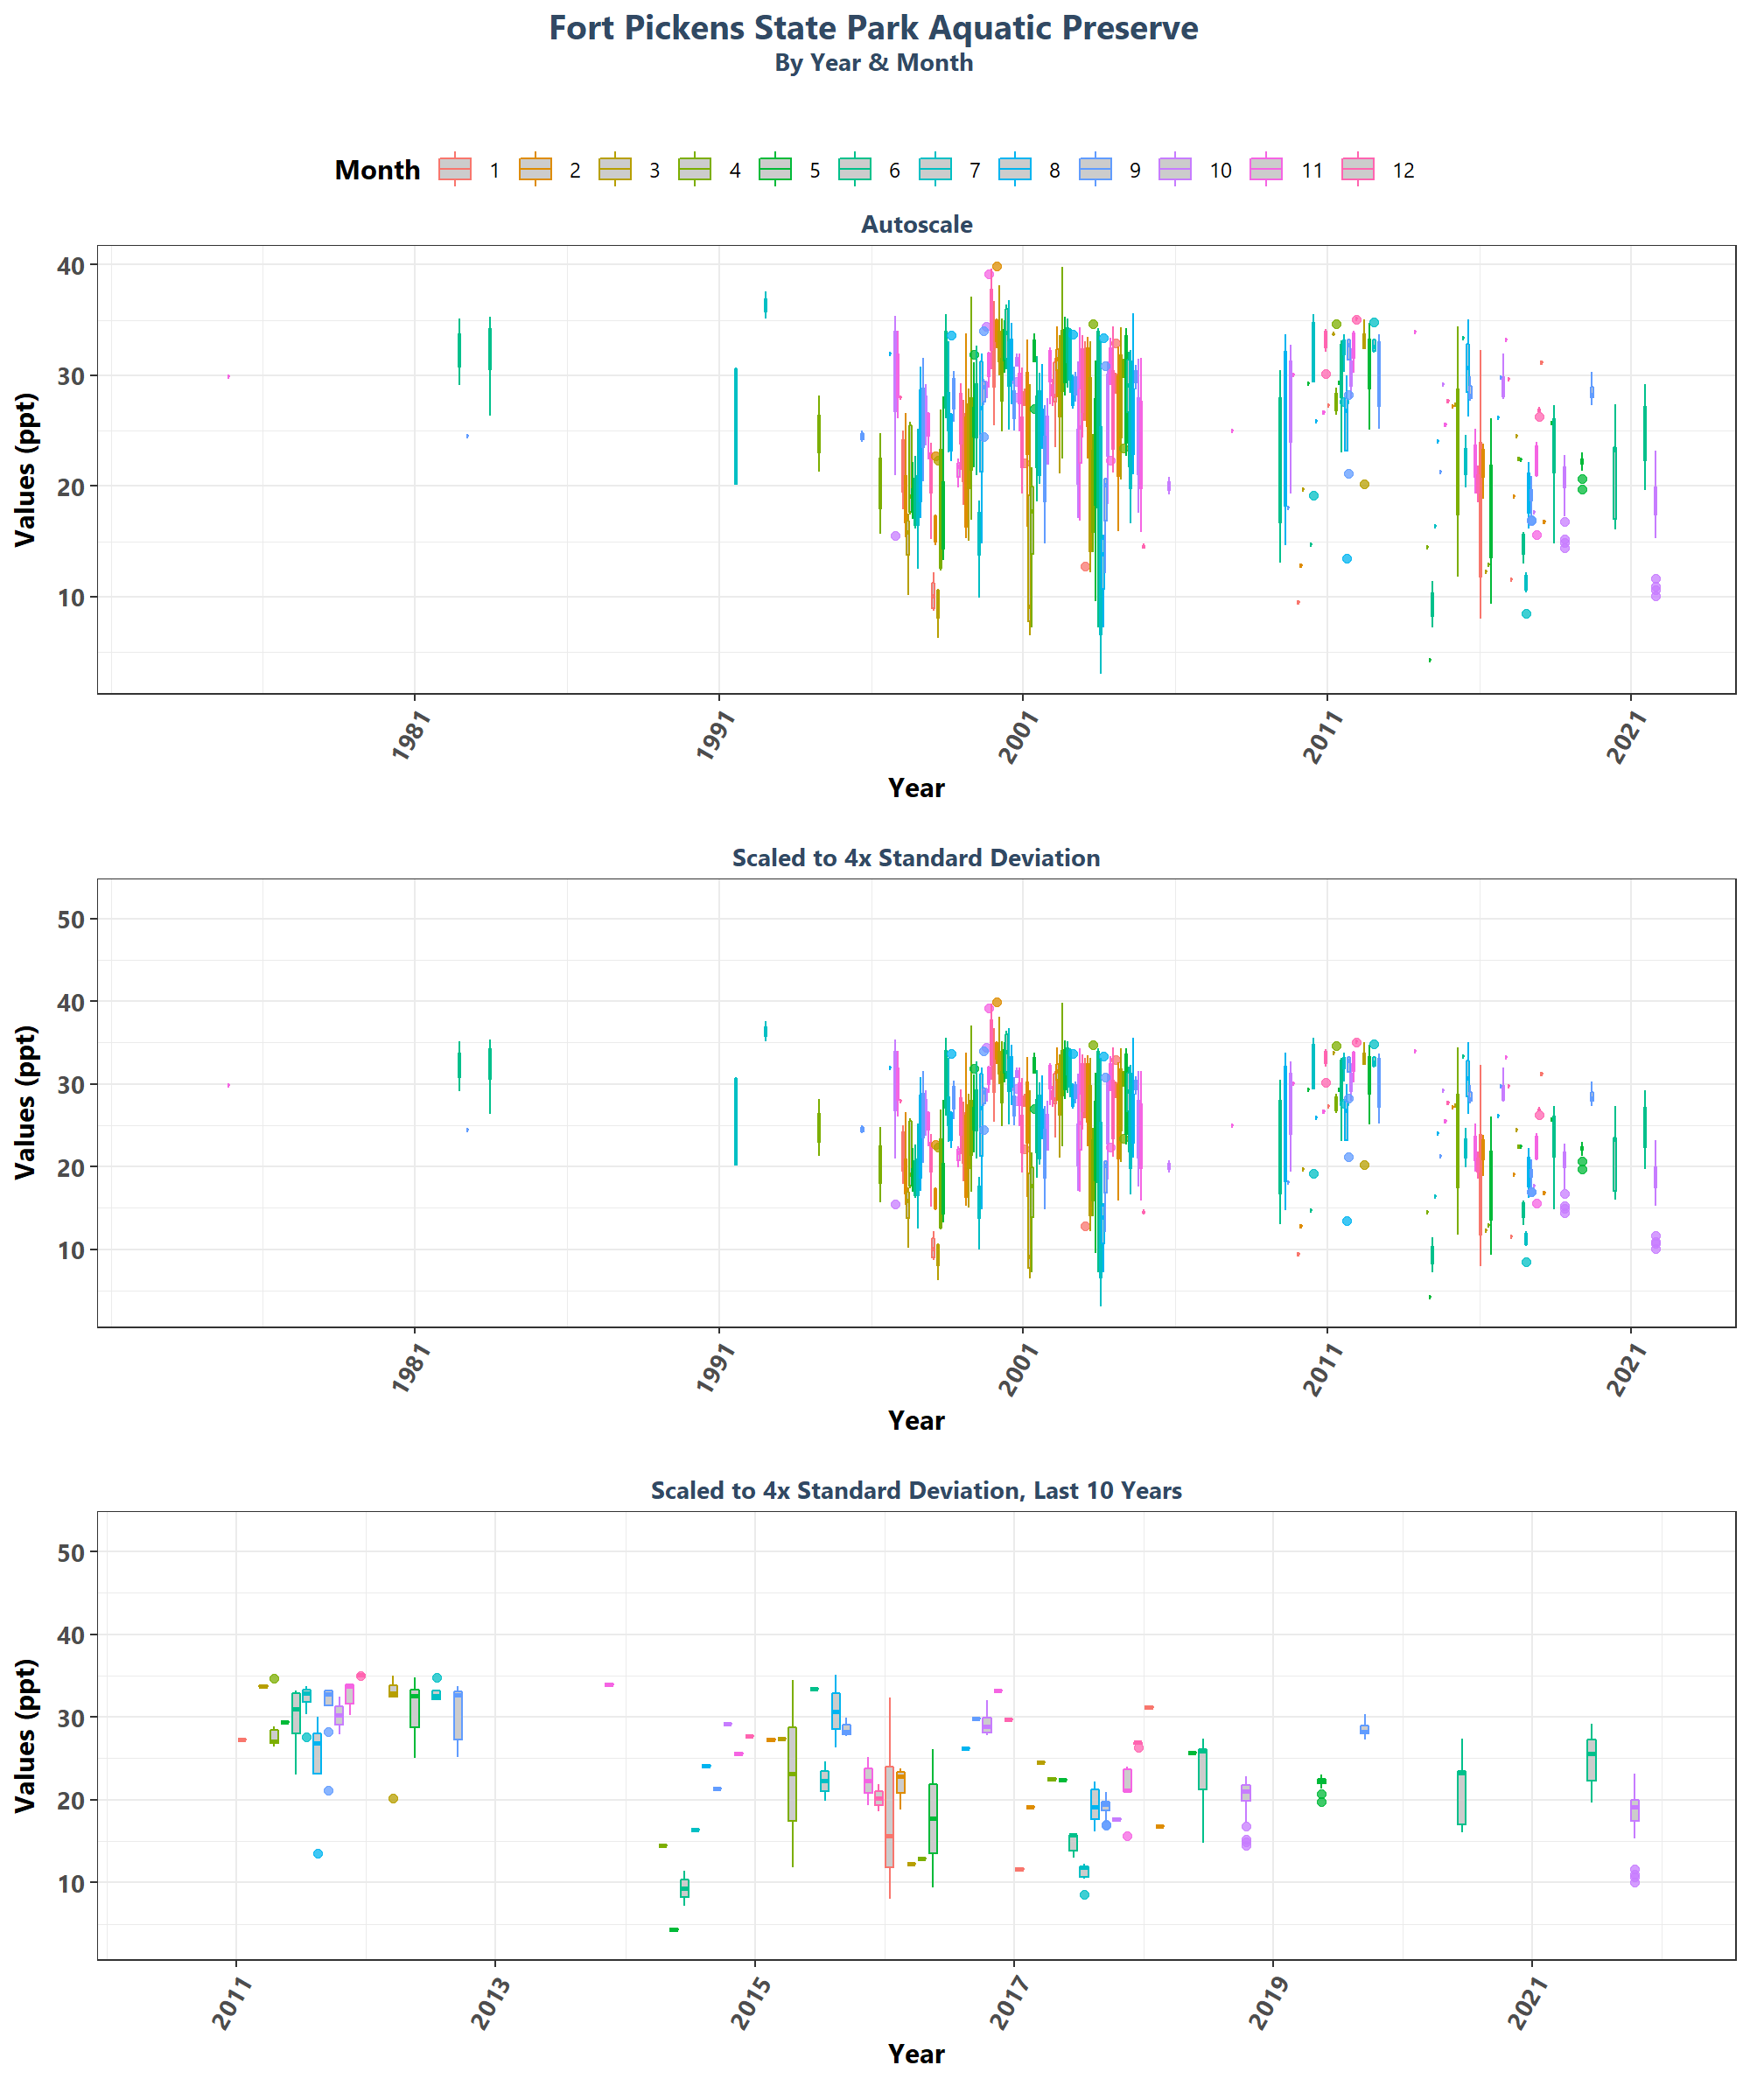 Fort Pickens State Park Aquatic Preserve
By Year & Month
Month 1 2 3 4 5 6 7 8 9 10 11 12
Autoscale
Values (ppt)
40
30
20
10
1981 1991 2001 2011 2021
Year
Scaled to 4x Standard Deviation
Values (ppt)
50
40
30
20
10
1981 1991 2001 2011 2021
Year
Scaled to 4x Standard Deviation, Last 10 Years
Values (ppt)
50
40
30
20
10
2011 2013 2015 2017 2019 2021
Year